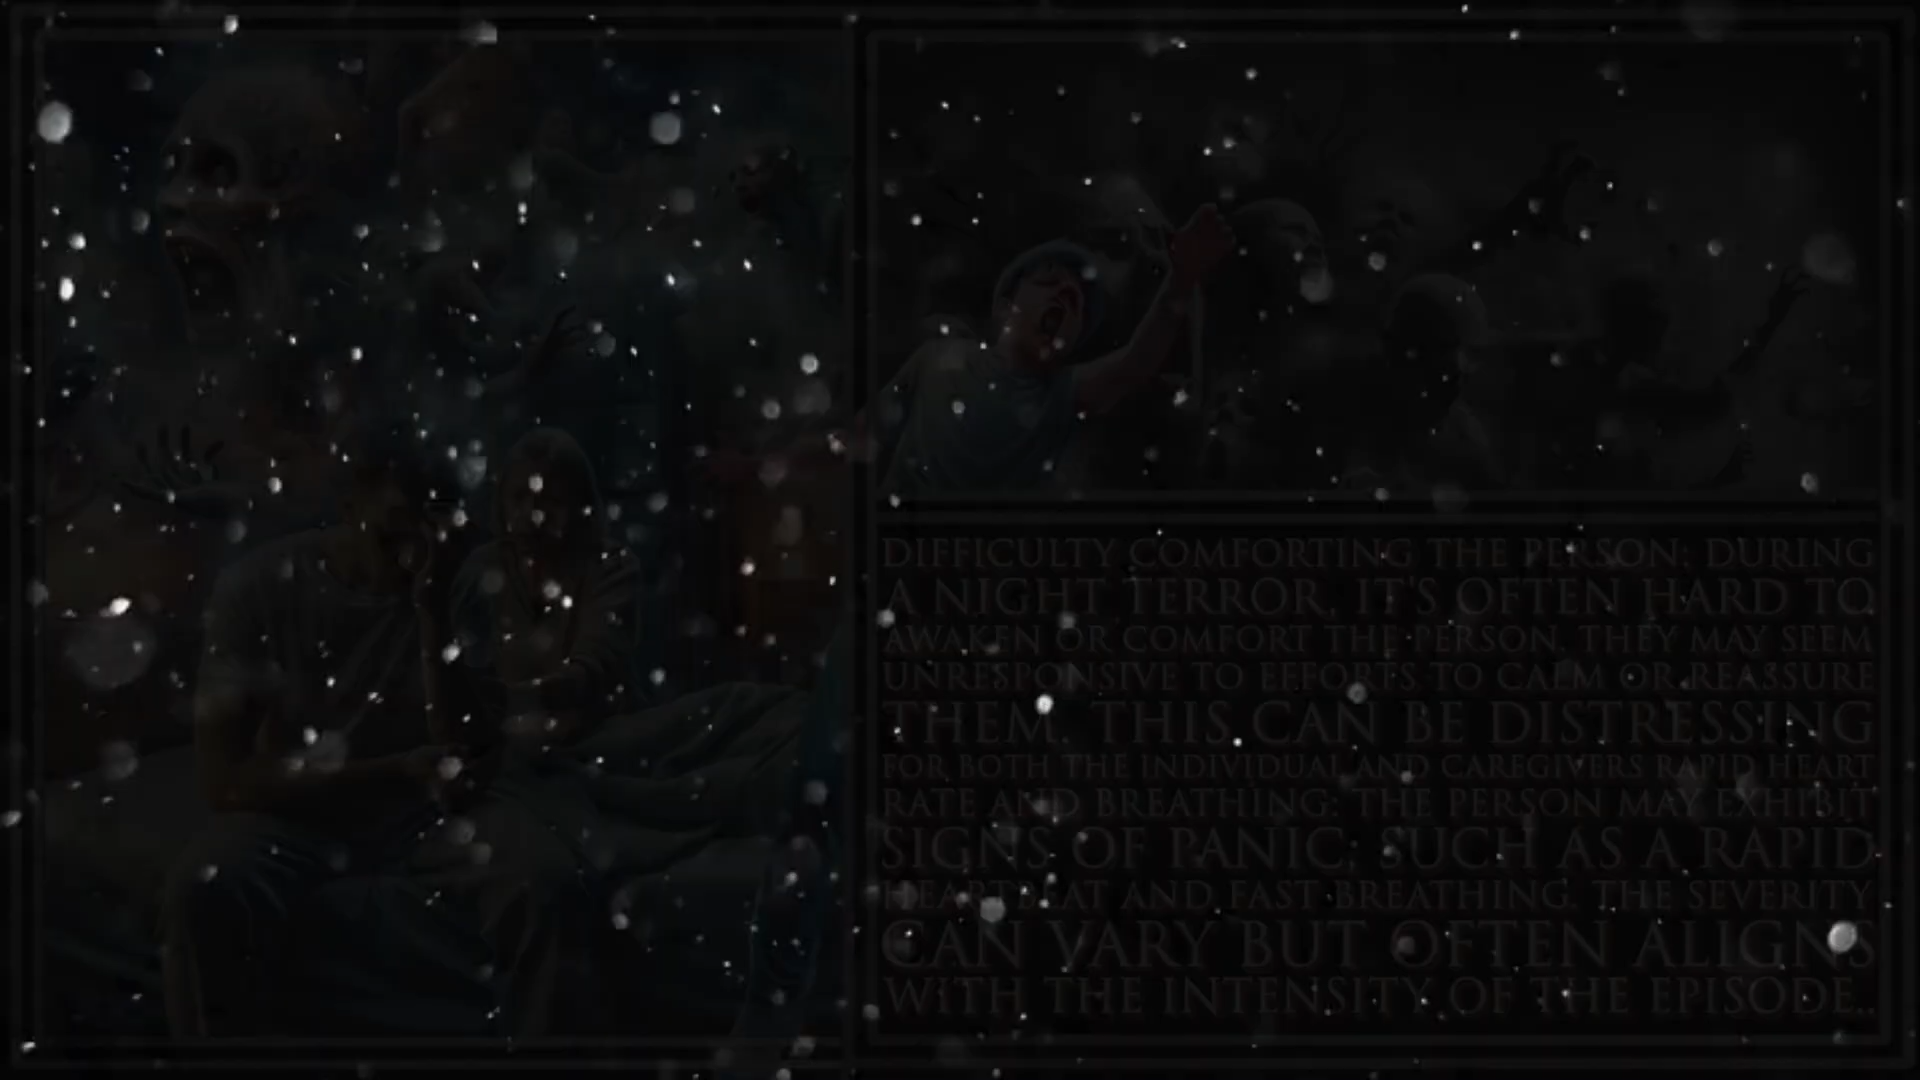 DIFFICULTY COMFORTING THE PERSON: DURING
A NIGHT TERROR, IT'S OFTEN HARD TO
AWAKEN OR COMFORT THE PERSON. THEY MAY SEEM
UNRESPONSIVE TO EFFORTS TO CALM OR REASSURE
THEM. THIS CAN BE DISTRESSING
FOR BOTH THE INDIVIDUAL AND CAREGIVERS RAPID HEART
RATE AND BREATHING: THE PERSON MAY EXHIBIT
SIGNS OF PANIC, SUCH AS A RAPID
HEARTBEAT AND FAST BREATHING. THE SEVERITY
CAN VARY BUT OFTEN ALIGNS
WITH THE INTENSITY OF THE EPISODE..